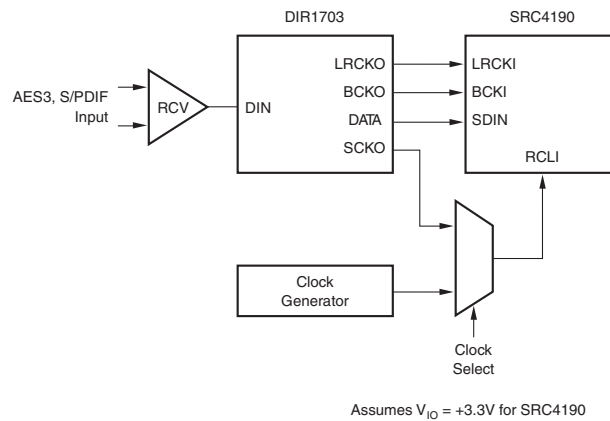 DIR1703
SRC4190
AES3, S/PDIF
Input
RCV
DIN
LRCKO
BCKO
DATA
SCKO
LRCKI
BCKI
SDIN
RCLI
Clock
Generator
Clock
Select
Assumes V_IO = +3.3V for SRC4190